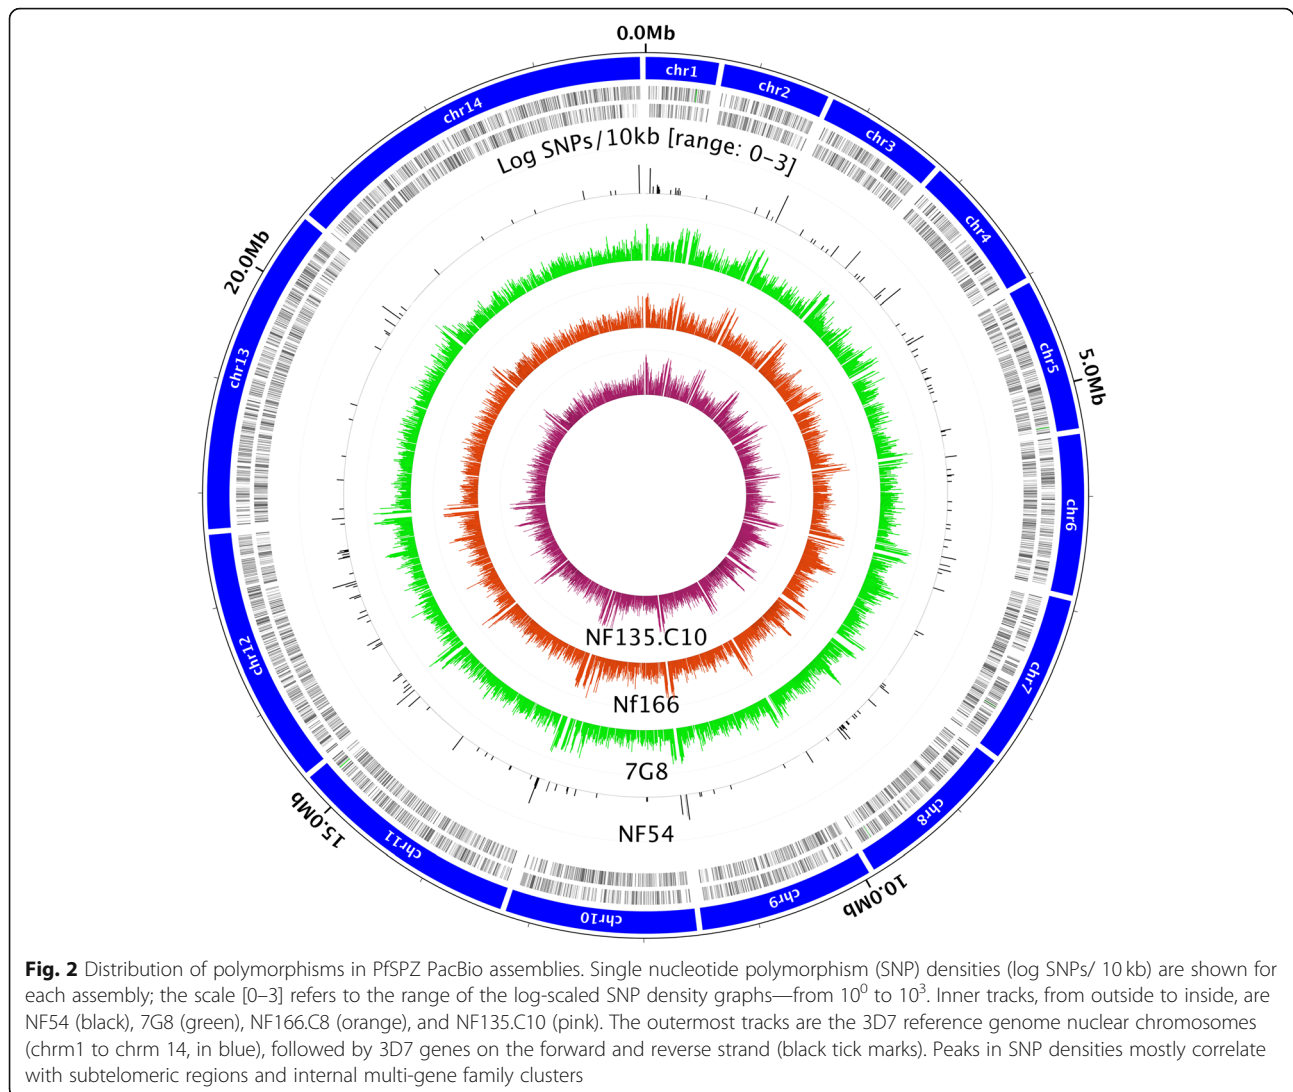 0.0Mb
chr1
chr2
chr3
chr4
chr5
5.0Mb
chr6
chr7
chr8
10.0Mb
chr9
chr10
chr11
15.0Mb
chr12
chr13
20.0Mb
chr14
Log SNPs/10kb [range: 0–3]
NF135.C10
Nf166
7G8
NF54
Fig. 2 Distribution of polymorphisms in PfSPZ PacBio assemblies. Single nucleotide polymorphism (SNP) densities (log SNPs/ 10 kb) are shown for
each assembly; the scale [0–3] refers to the range of the log-scaled SNP density graphs—from 10⁰ to 10³. Inner tracks, from outside to inside, are
NF54 (black), 7G8 (green), NF166.C8 (orange), and NF135.C10 (pink). The outermost tracks are the 3D7 reference genome nuclear chromosomes
(chrm1 to chrm 14, in blue), followed by 3D7 genes on the forward and reverse strand (black tick marks). Peaks in SNP densities mostly correlate
with subtelomeric regions and internal multi-gene family clusters